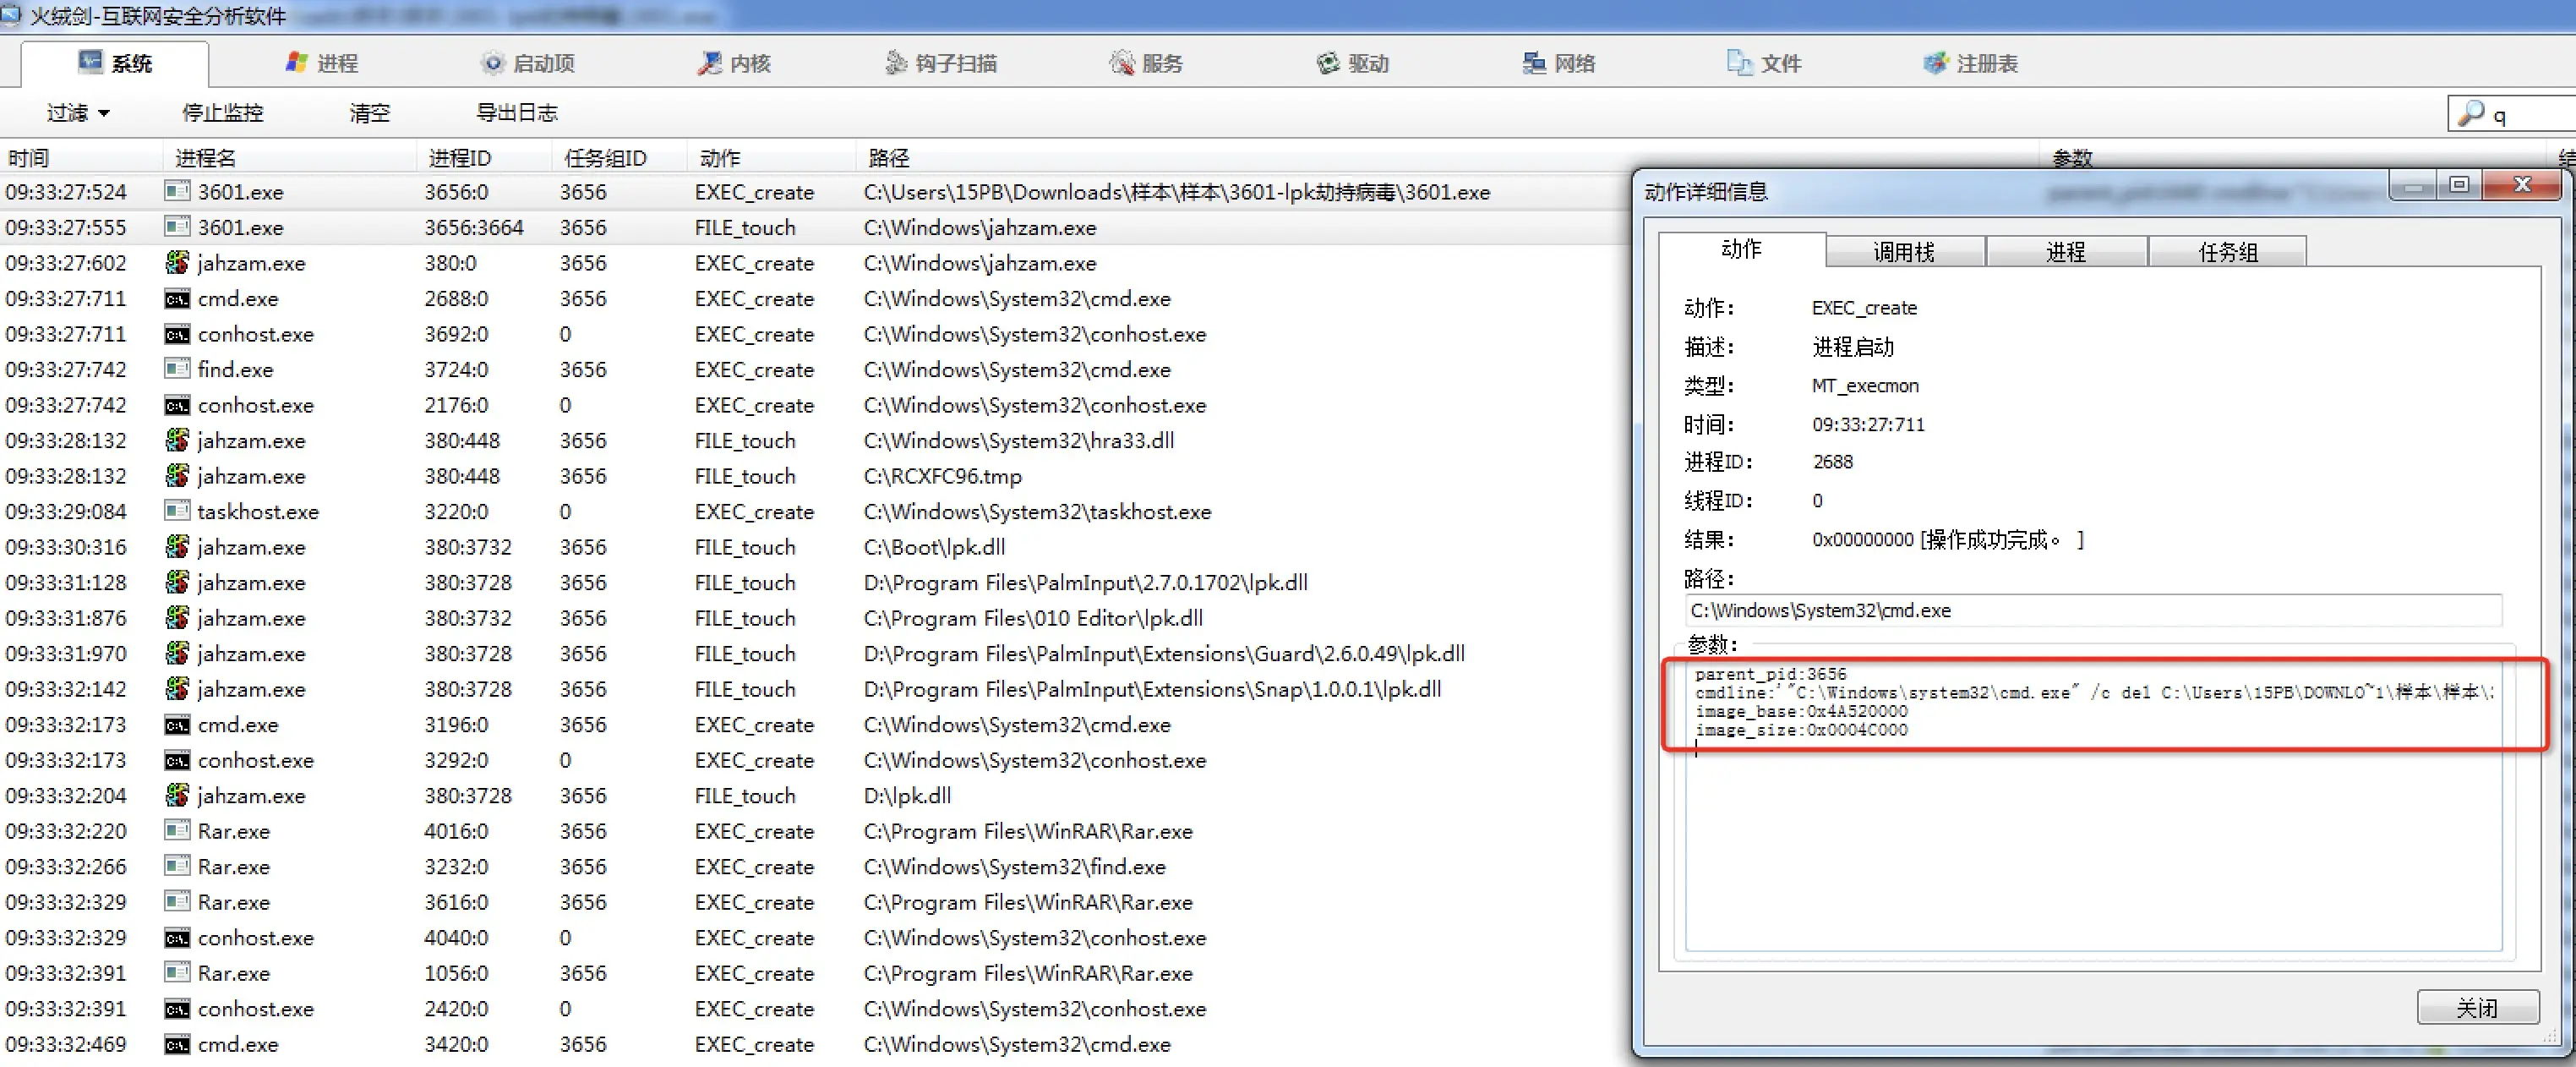 火绒剑-互联网安全分析软件
系统 进程 启动项 内核 钩子扫描 服务 驱动 网络 文件 注册表
过滤 停止监控 清空 导出日志 q
时间 进程名 进程ID 任务组ID 动作 路径 参数 结
09:33:27:524 3601.exe 3656:0 3656 EXEC_create C:\Users\15PB\Downloads\样本\样本\3601-lpk劫持病毒\3601.exe
09:33:27:555 3601.exe 3656:3664 3656 FILE_touch C:\Windows\jahzam.exe
09:33:27:602 jahzam.exe 380:0 3656 EXEC_create C:\Windows\jahzam.exe
09:33:27:711 cmd.exe 2688:0 3656 EXEC_create C:\Windows\System32\cmd.exe
09:33:27:711 conhost.exe 3692:0 0 EXEC_create C:\Windows\System32\conhost.exe
09:33:27:742 find.exe 3724:0 3656 EXEC_create C:\Windows\System32\cmd.exe
09:33:27:742 conhost.exe 2176:0 0 EXEC_create C:\Windows\System32\conhost.exe
09:33:28:132 jahzam.exe 380:448 3656 FILE_touch C:\Windows\System32\hra33.dll
09:33:28:132 jahzam.exe 380:448 3656 FILE_touch C:\RCXFC96.tmp
09:33:29:084 taskhost.exe 3220:0 0 EXEC_create C:\Windows\System32\taskhost.exe
09:33:30:316 jahzam.exe 380:3732 3656 FILE_touch C:\Boot\lpk.dll
09:33:31:128 jahzam.exe 380:3728 3656 FILE_touch D:\Program Files\PalmInput\2.7.0.1702\lpk.dll
09:33:31:876 jahzam.exe 380:3732 3656 FILE_touch C:\Program Files\010 Editor\lpk.dll
09:33:31:970 jahzam.exe 380:3728 3656 FILE_touch D:\Program Files\PalmInput\Extensions\Guard\2.6.0.49\lpk.dll
09:33:32:142 jahzam.exe 380:3728 3656 FILE_touch D:\Program Files\PalmInput\Extensions\Snap\1.0.0.1\lpk.dll
09:33:32:173 cmd.exe 3196:0 3656 EXEC_create C:\Windows\System32\cmd.exe
09:33:32:173 conhost.exe 3292:0 0 EXEC_create C:\Windows\System32\conhost.exe
09:33:32:204 jahzam.exe 380:3728 3656 FILE_touch D:\lpk.dll
09:33:32:220 Rar.exe 4016:0 3656 EXEC_create C:\Program Files\WinRAR\Rar.exe
09:33:32:266 Rar.exe 3232:0 3656 EXEC_create C:\Windows\System32\find.exe
09:33:32:329 Rar.exe 3616:0 3656 EXEC_create C:\Program Files\WinRAR\Rar.exe
09:33:32:329 conhost.exe 4040:0 0 EXEC_create C:\Windows\System32\conhost.exe
09:33:32:391 Rar.exe 1056:0 3656 EXEC_create C:\Program Files\WinRAR\Rar.exe
09:33:32:391 conhost.exe 2420:0 0 EXEC_create C:\Windows\System32\conhost.exe
09:33:32:469 cmd.exe 3420:0 3656 EXEC_create C:\Windows\System32\cmd.exe
动作详细信息
动作 调用栈 进程 任务组
动作: EXEC_create
描述: 进程启动
类型: MT_execmon
时间: 09:33:27:711
进程ID: 2688
线程ID: 0
结果: 0x00000000 [操作成功完成。 ]
路径:
C:\Windows\System32\cmd.exe
参数:
parent_pid:3656
cmdline:'"C:\Windows\system32\cmd.exe" /c del C:\Users\15PB\DOWNLO~1\样本\样本\
image_base:0x4A520000
image_size:0x0004C000
关闭